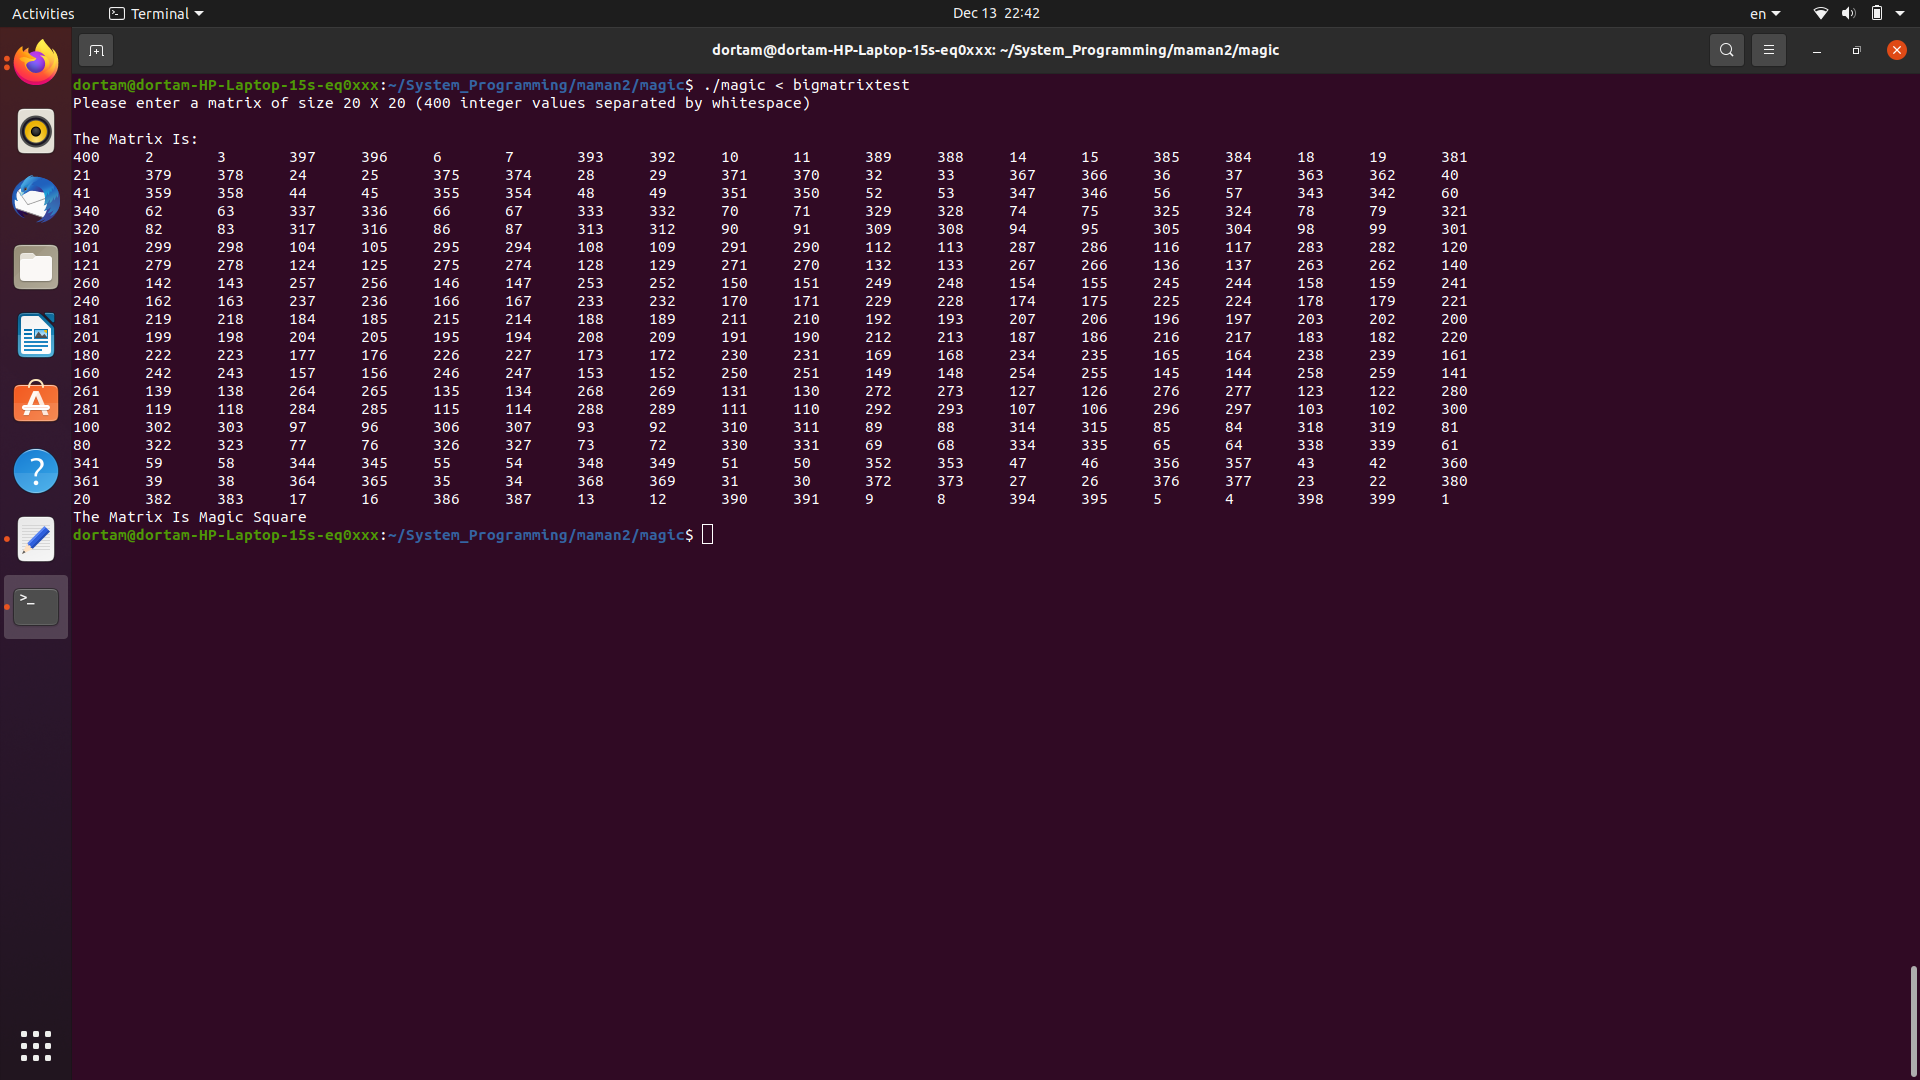 Activities Terminal Dec 13 22:42 en
dortam@dortam-HP-Laptop-15s-eq0xxx: ~/System_Programming/maman2/magic
dortam@dortam-HP-Laptop-15s-eq0xxx:~/System_Programming/maman2/magic$ ./magic < bigmatrixtest
Please enter a matrix of size 20 X 20 (400 integer values separated by whitespace)
The Matrix Is:
400 2 3 397 396 6 7 393 392 10 11 389 388 14 15 385 384 18 19 381
21 379 378 24 25 375 374 28 29 371 370 32 33 367 366 36 37 363 362 40
41 359 358 44 45 355 354 48 49 351 350 52 53 347 346 56 57 343 342 60
340 62 63 337 336 66 67 333 332 70 71 329 328 74 75 325 324 78 79 321
320 82 83 317 316 86 87 313 312 90 91 309 308 94 95 305 304 98 99 301
101 299 298 104 105 295 294 108 109 291 290 112 113 287 286 116 117 283 282 120
121 279 278 124 125 275 274 128 129 271 270 132 133 267 266 136 137 263 262 140
260 142 143 257 256 146 147 253 252 150 151 249 248 154 155 245 244 158 159 241
240 162 163 237 236 166 167 233 232 170 171 229 228 174 175 225 224 178 179 221
181 219 218 184 185 215 214 188 189 211 210 192 193 207 206 196 197 203 202 200
201 199 198 204 205 195 194 208 209 191 190 212 213 187 186 216 217 183 182 220
180 222 223 177 176 226 227 173 172 230 231 169 168 234 235 165 164 238 239 161
160 242 243 157 156 246 247 153 152 250 251 149 148 254 255 145 144 258 259 141
261 139 138 264 265 135 134 268 269 131 130 272 273 127 126 276 277 123 122 280
281 119 118 284 285 115 114 288 289 111 110 292 293 107 106 296 297 103 102 300
100 302 303 97 96 306 307 93 92 310 311 89 88 314 315 85 84 318 319 81
80 322 323 77 76 326 327 73 72 330 331 69 68 334 335 65 64 338 339 61
341 59 58 344 345 55 54 348 349 51 50 352 353 47 46 356 357 43 42 360
361 39 38 364 365 35 34 368 369 31 30 372 373 27 26 376 377 23 22 380
20 382 383 17 16 386 387 13 12 390 391 9 8 394 395 5 4 398 399 1
The Matrix Is Magic Square
dortam@dortam-HP-Laptop-15s-eq0xxx:~/System_Programming/maman2/magic$